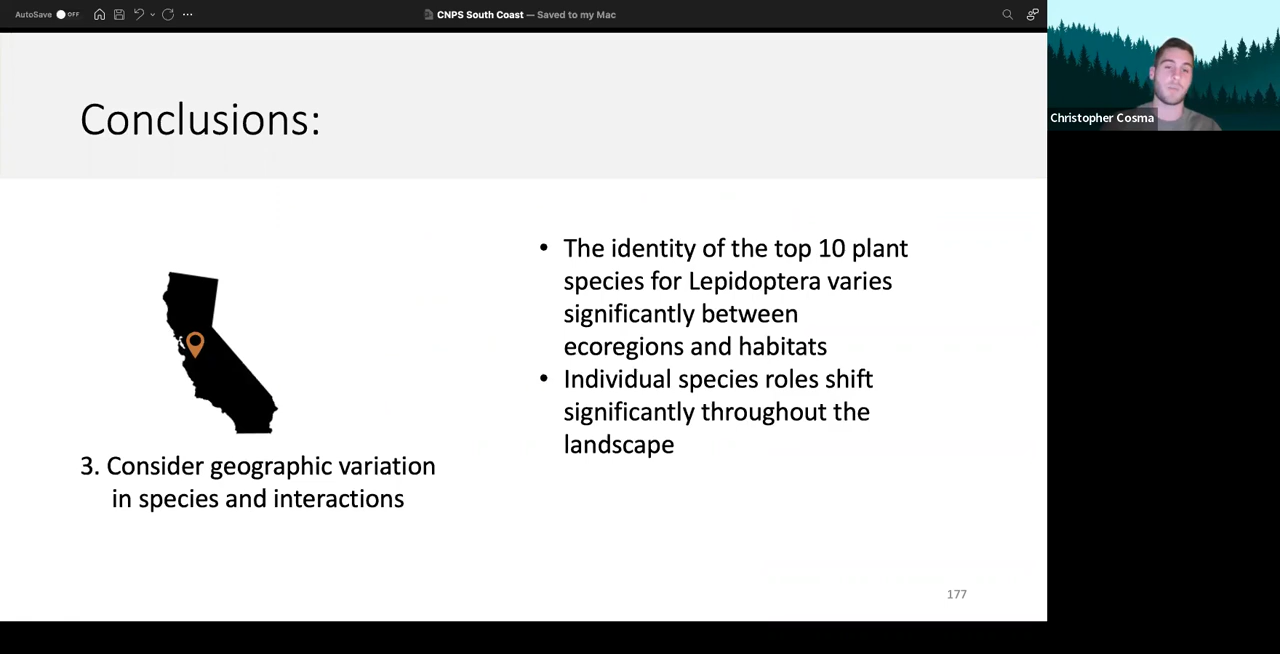 AutoSave OFF
CNPS South Coast — Saved to my Mac
Christopher Cosma
Conclusions:
3. Consider geographic variation
in species and interactions
• The identity of the top 10 plant
species for Lepidoptera varies
significantly between
ecoregions and habitats
• Individual species roles shift
significantly throughout the
landscape
177